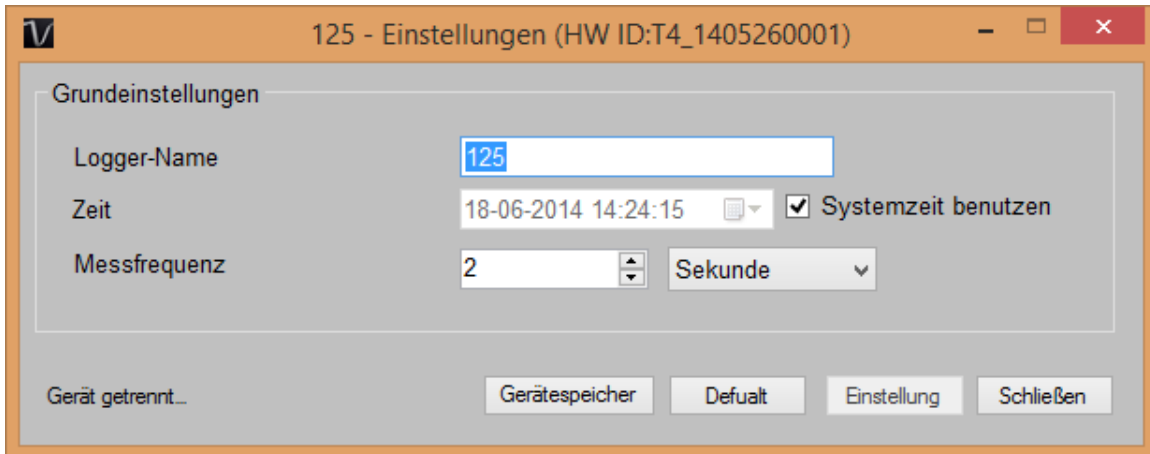 125 - Einstellungen (HW ID:T4_1405260001)
Grundeinstellungen
Logger-Name 125
Zeit 18-06-2014 14:24:15 Systemzeit benutzen
Messfrequenz 2 Sekunde
Gerät getrennt... Gerätespeicher Defualt Einstellung Schließen